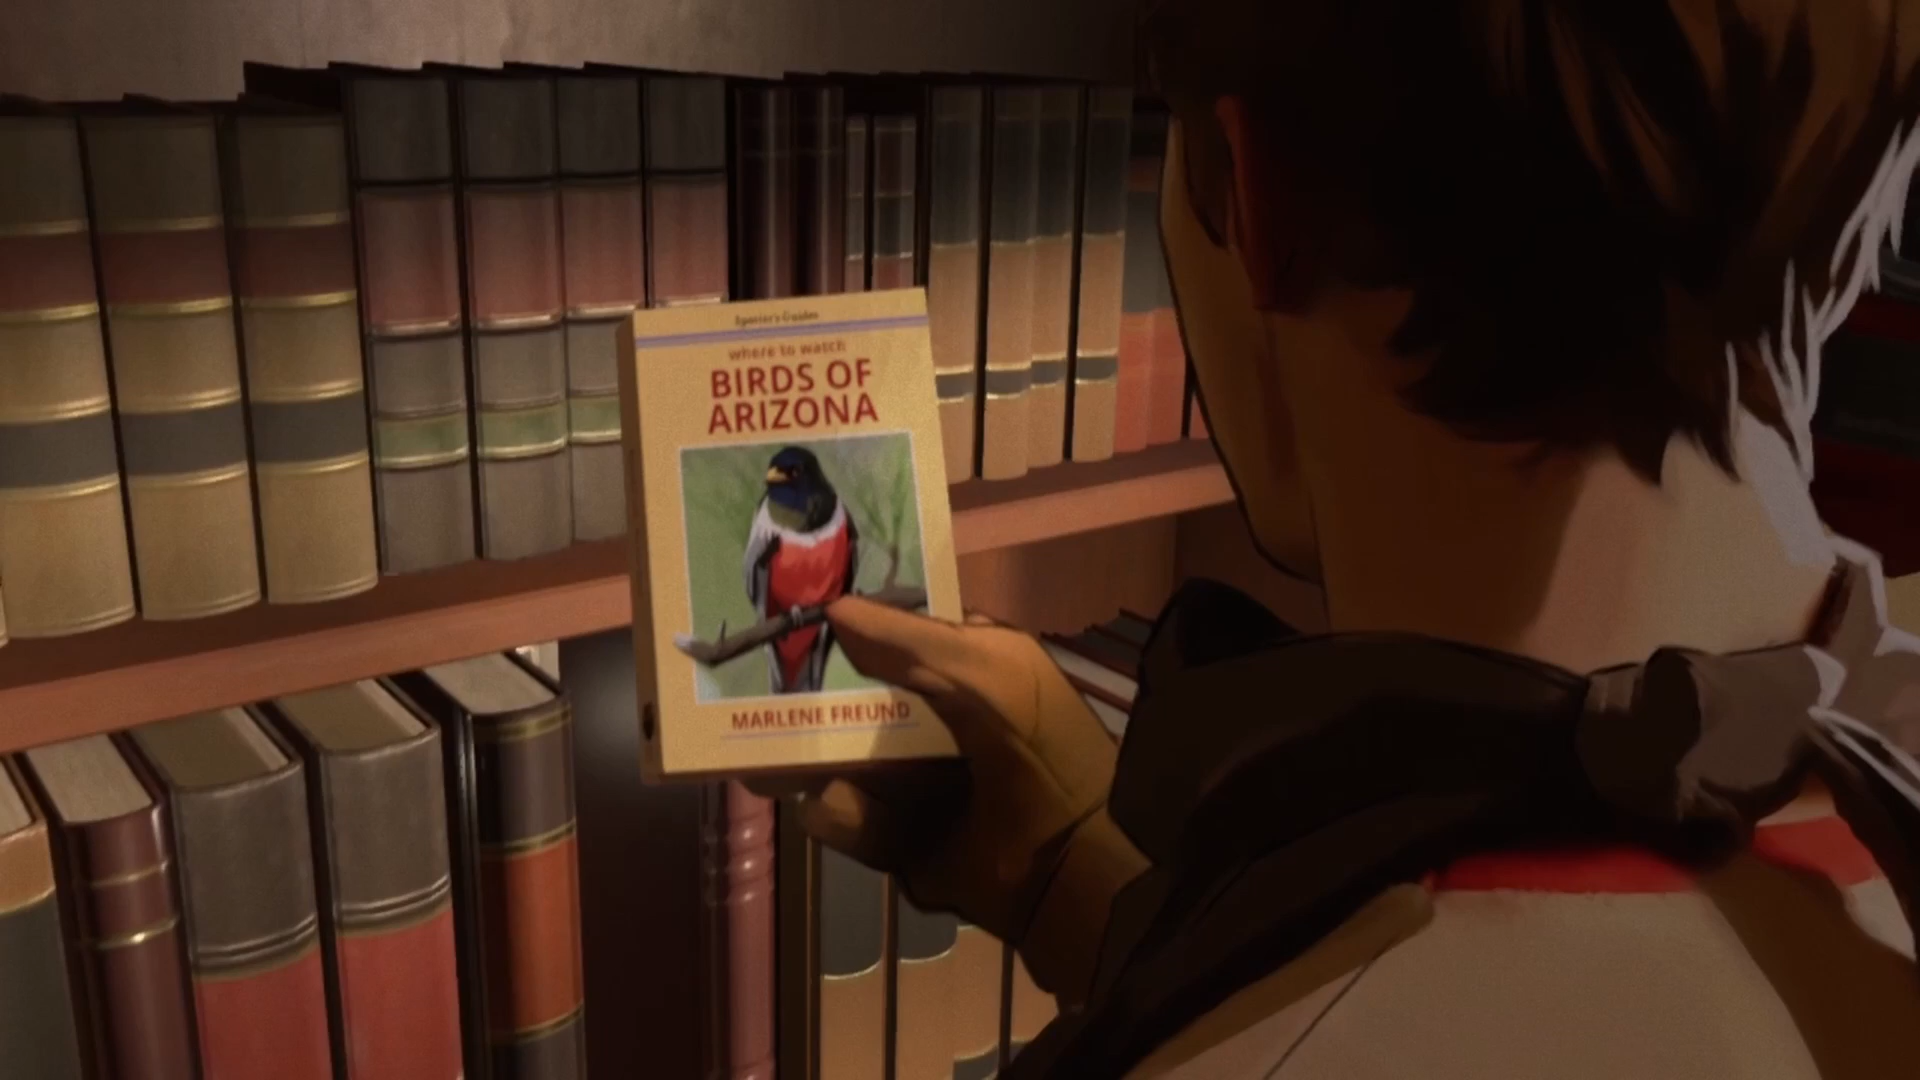 Spotter's Guides
where to watch
BIRDS OF
ARIZONA
MARLENE FREUND